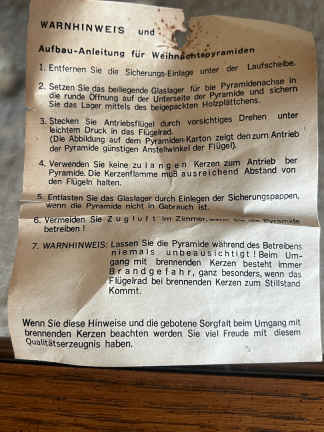 WARNHINWEIS und
Aufbau-Anleitung für Weihnachtspyramiden
1. Entfernen Sie die Sicherungs-Einlage unter der Laufscheibe.
2. Setzen Sie das beiliegende Glaslager für die Pyramidenachse in
die runde Öffnung auf der Unterseite der Pyramide und sichern
Sie das Lager mittels des beigepackten Holzplättchens.
3. Stecken Sie Antriebsflügel durch vorsichtiges Drehen unter
leichtem Druck in das Flügelrad.
(Die Abbildung auf dem Pyramiden-Karton zeigt den zum Antrieb
der Pyramide günstigen Anstellwinkel der Flügel).
4. Verwenden Sie keine zu langen Kerzen zum Antrieb der
Pyramide. Die Kerzenflamme muß ausreichend Abstand von
den Flügeln halten.
5. Entlasten Sie das Glaslager durch Einlegen der Sicherungspappen,
wenn die Pyramide nicht in Gebrauch ist.
6. Vermeiden Sie Zugluft im Zimmer, wenn Sie die Pyramide
betreiben!
7. WARNHINWEIS: Lassen Sie die Pyramide während des Betreibens
niemals unbeausichtigt! Beim Um-
gang mit brennenden Kerzen besteht immer
Brandgefahr, ganz besonders, wenn das
Flügelrad bei brennenden Kerzen zum Stillstand
Kommt.
Wenn Sie diese Hinweise und die gebotene Sorgfalt beim Umgang mit
brennenden Kerzen beachten werden Sie viel Freude mit diesem
Qualitätserzeugnis haben.